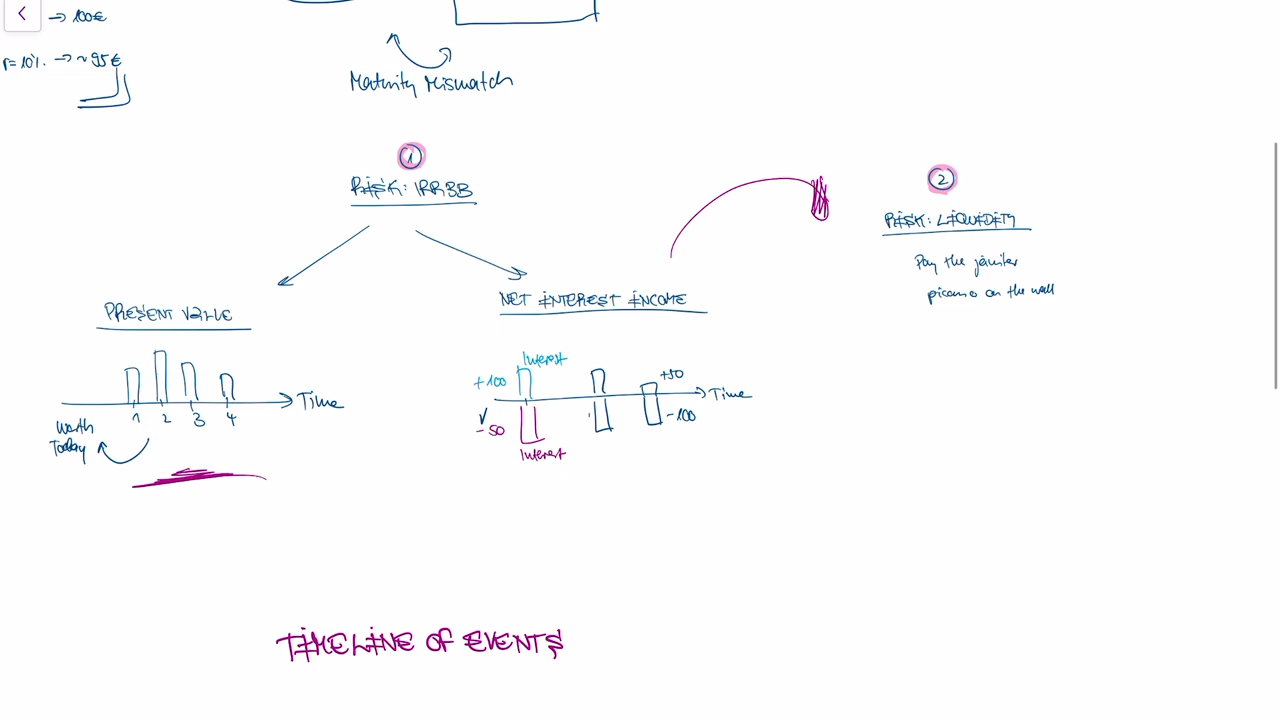 → 100€
r=10%. → ~95€
Maturity Mismatch
1
RISK: IRRBB
2
RISK: LIQUIDITY
Pay the janitor
picasso on the wall
PRESENT VALUE
NET INTEREST INCOME
Interest
+100
+50
Time
Time
1 2 3 4
Worth
Today
-50
-100
Interest
TIMELINE OF EVENTS